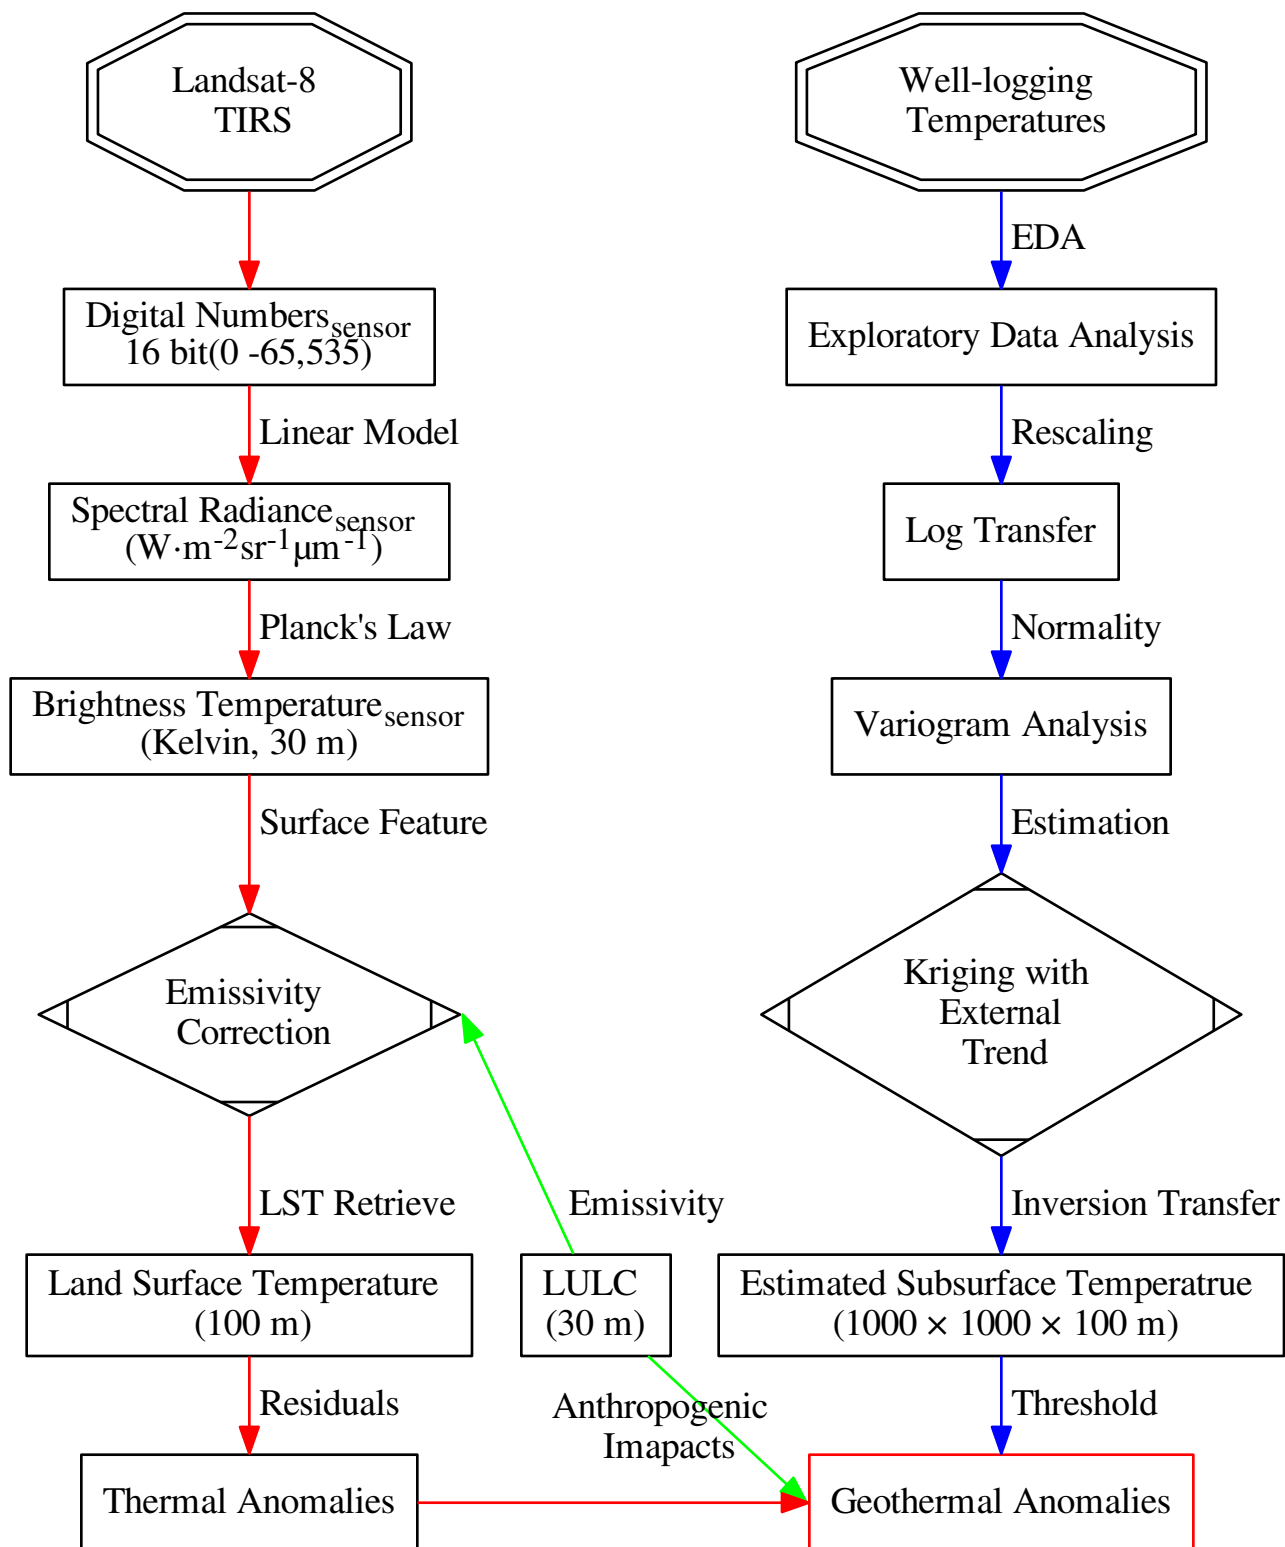 Landsat-8
TIRS
Digital Numbers_sensor
16 bit(0 -65,535)
Linear Model
Spectral Radiance_sensor
(W·m^-2sr^-1µm^-1)
Planck's Law
Brightness Temperature_sensor
(Kelvin, 30 m)
Surface Feature
Emissivity
Correction
LST Retrieve
Land Surface Temperature
(100 m)
Residuals
Thermal Anomalies
Emissivity
LULC
(30 m)
Anthropogenic
Imapacts
Well-logging
Temperatures
EDA
Exploratory Data Analysis
Rescaling
Log Transfer
Normality
Variogram Analysis
Estimation
Kriging with
External
Trend
Inversion Transfer
Estimated Subsurface Temperatrue
(1000 × 1000 × 100 m)
Threshold
Geothermal Anomalies